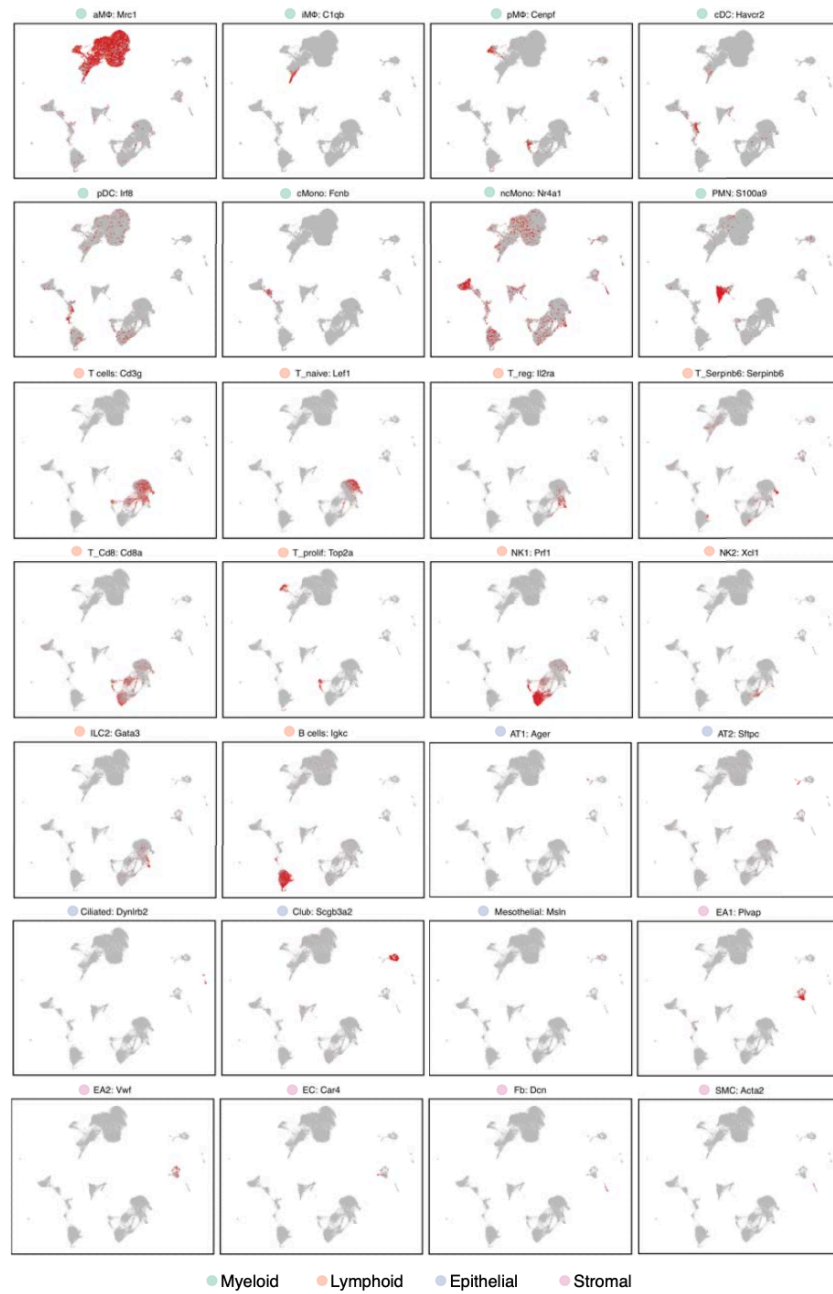 aMΦ: Mrc1 iMΦ: C1qb pMΦ: Cenpf cDC: Havcr2
pDC: Irf8 cMono: Fcnb ncMono: Nr4a1 PMN: S100a9
T cells: Cd3g T_naive: Lef1 T_reg: Il2ra T_Serpinb6: Serpinb6
T_Cd8: Cd8a T_prolif: Top2a NK1: Prf1 NK2: Xcl1
ILC2: Gata3 B cells: Igkc AT1: Ager AT2: Sftpc
Ciliated: Dynlrb2 Club: Scgb3a2 Mesothelial: Msln EA1: Plvap
EA2: Vwf EC: Car4 Fb: Dcn SMC: Acta2
Myeloid Lymphoid Epithelial Stromal